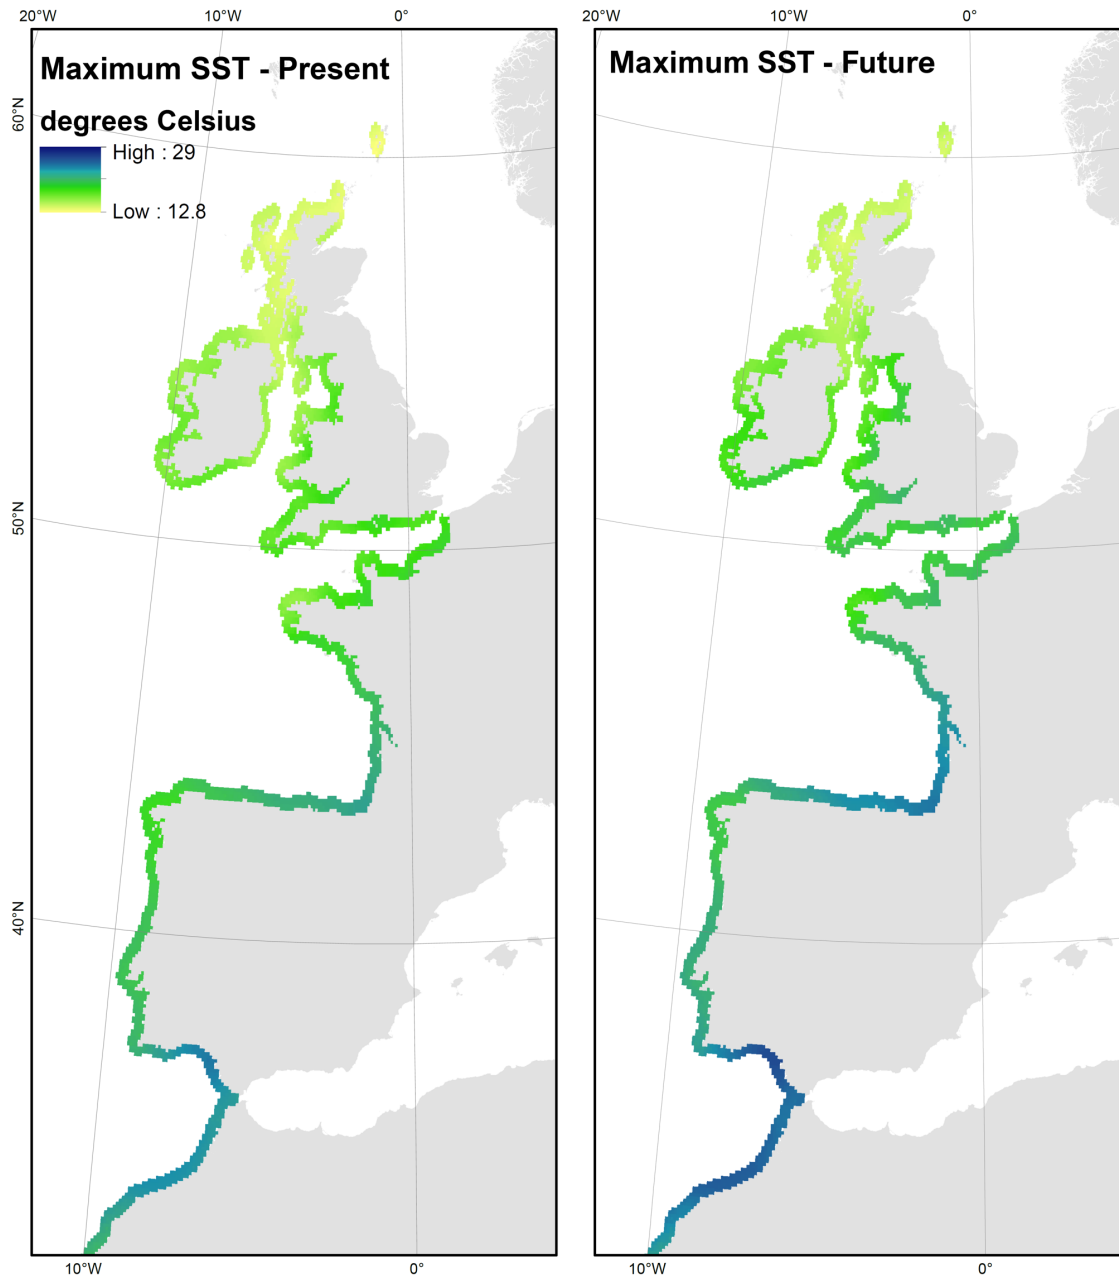 20°W 10°W 0° 20°W 10°W 0°
Maximum SST - Present
Maximum SST - Future
degrees Celsius
High : 29
Low : 12.8
60°N
50°N
40°N
10°W 0° 10°W 0°